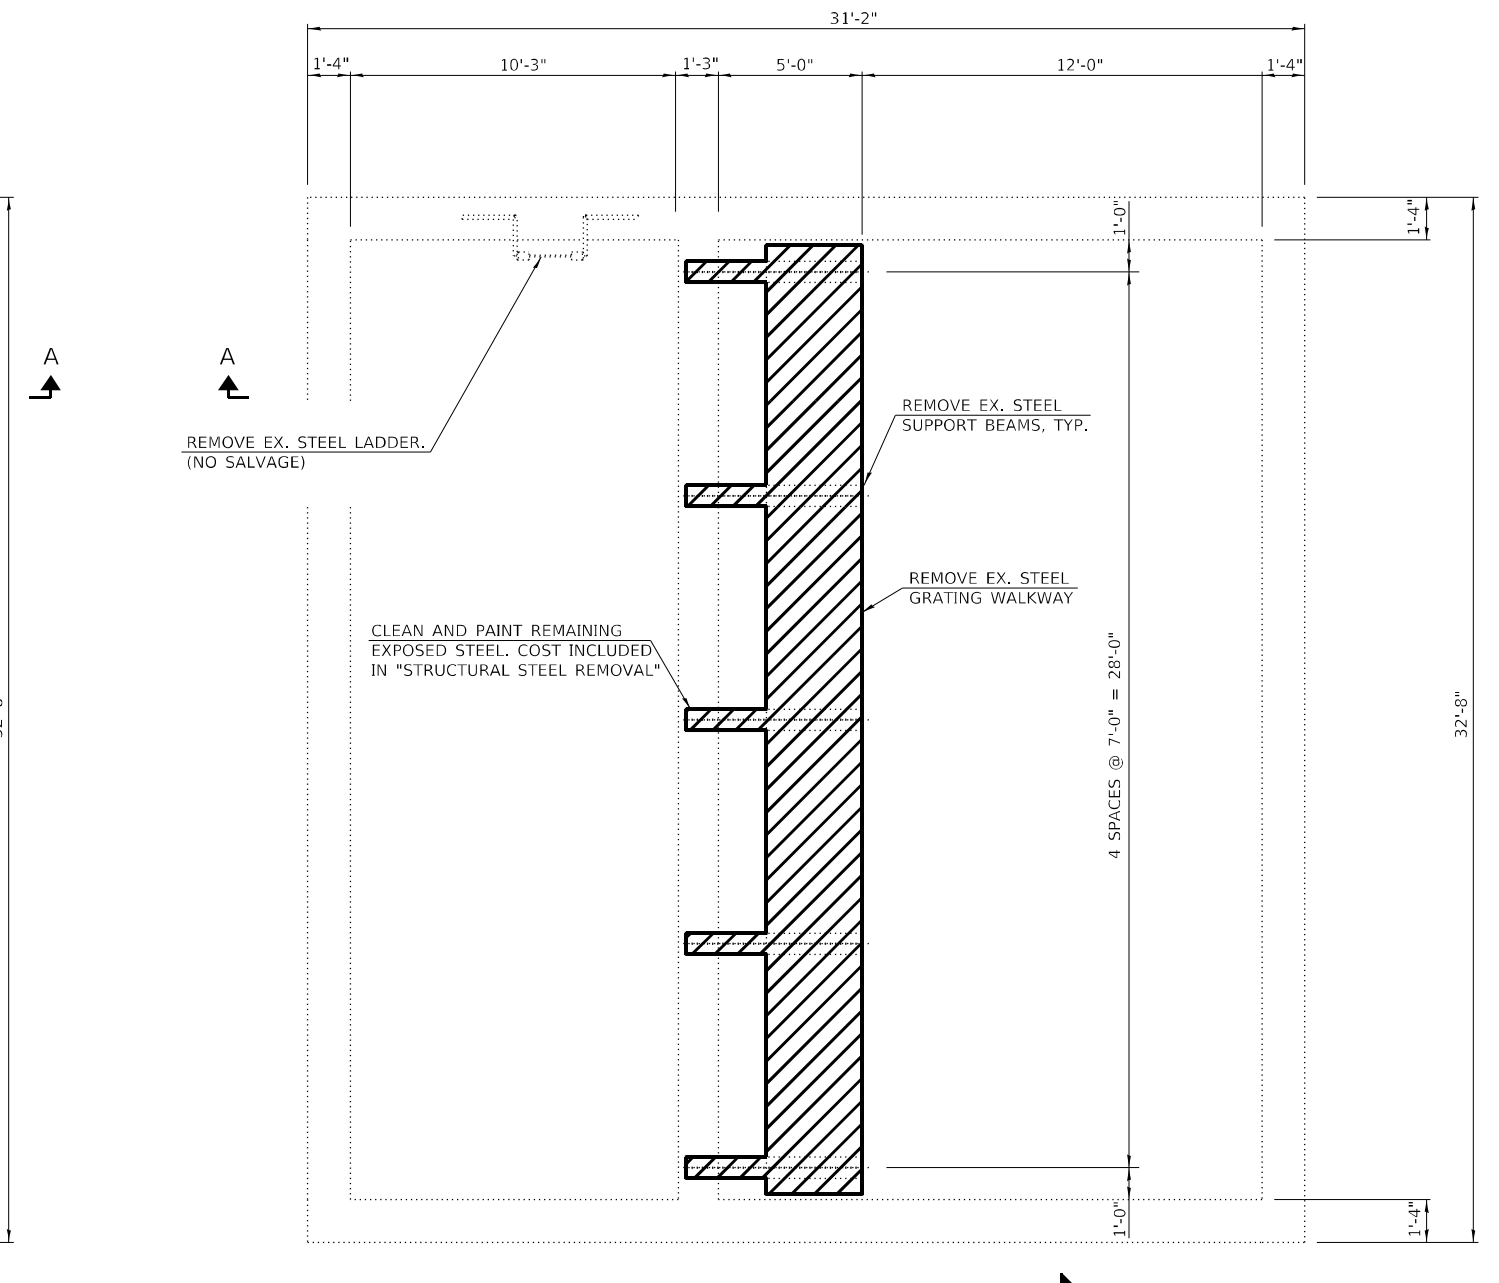 31'-2"
1'-4"
10'-3"
1'-3"
5'-0"
12'-0"
1'-4"
1'-0"
1'-4"
A
A
REMOVE EX. STEEL
SUPPORT BEAMS, TYP.
REMOVE EX. STEEL LADDER.
(NO SALVAGE)
REMOVE EX. STEEL
GRATING WALKWAY
CLEAN AND PAINT REMAINING
EXPOSED STEEL. COST INCLUDED
IN "STRUCTURAL STEEL REMOVAL"
4 SPACES @ 7'-0" = 28'-0"
32'-8"
1'-0"
1'-4"